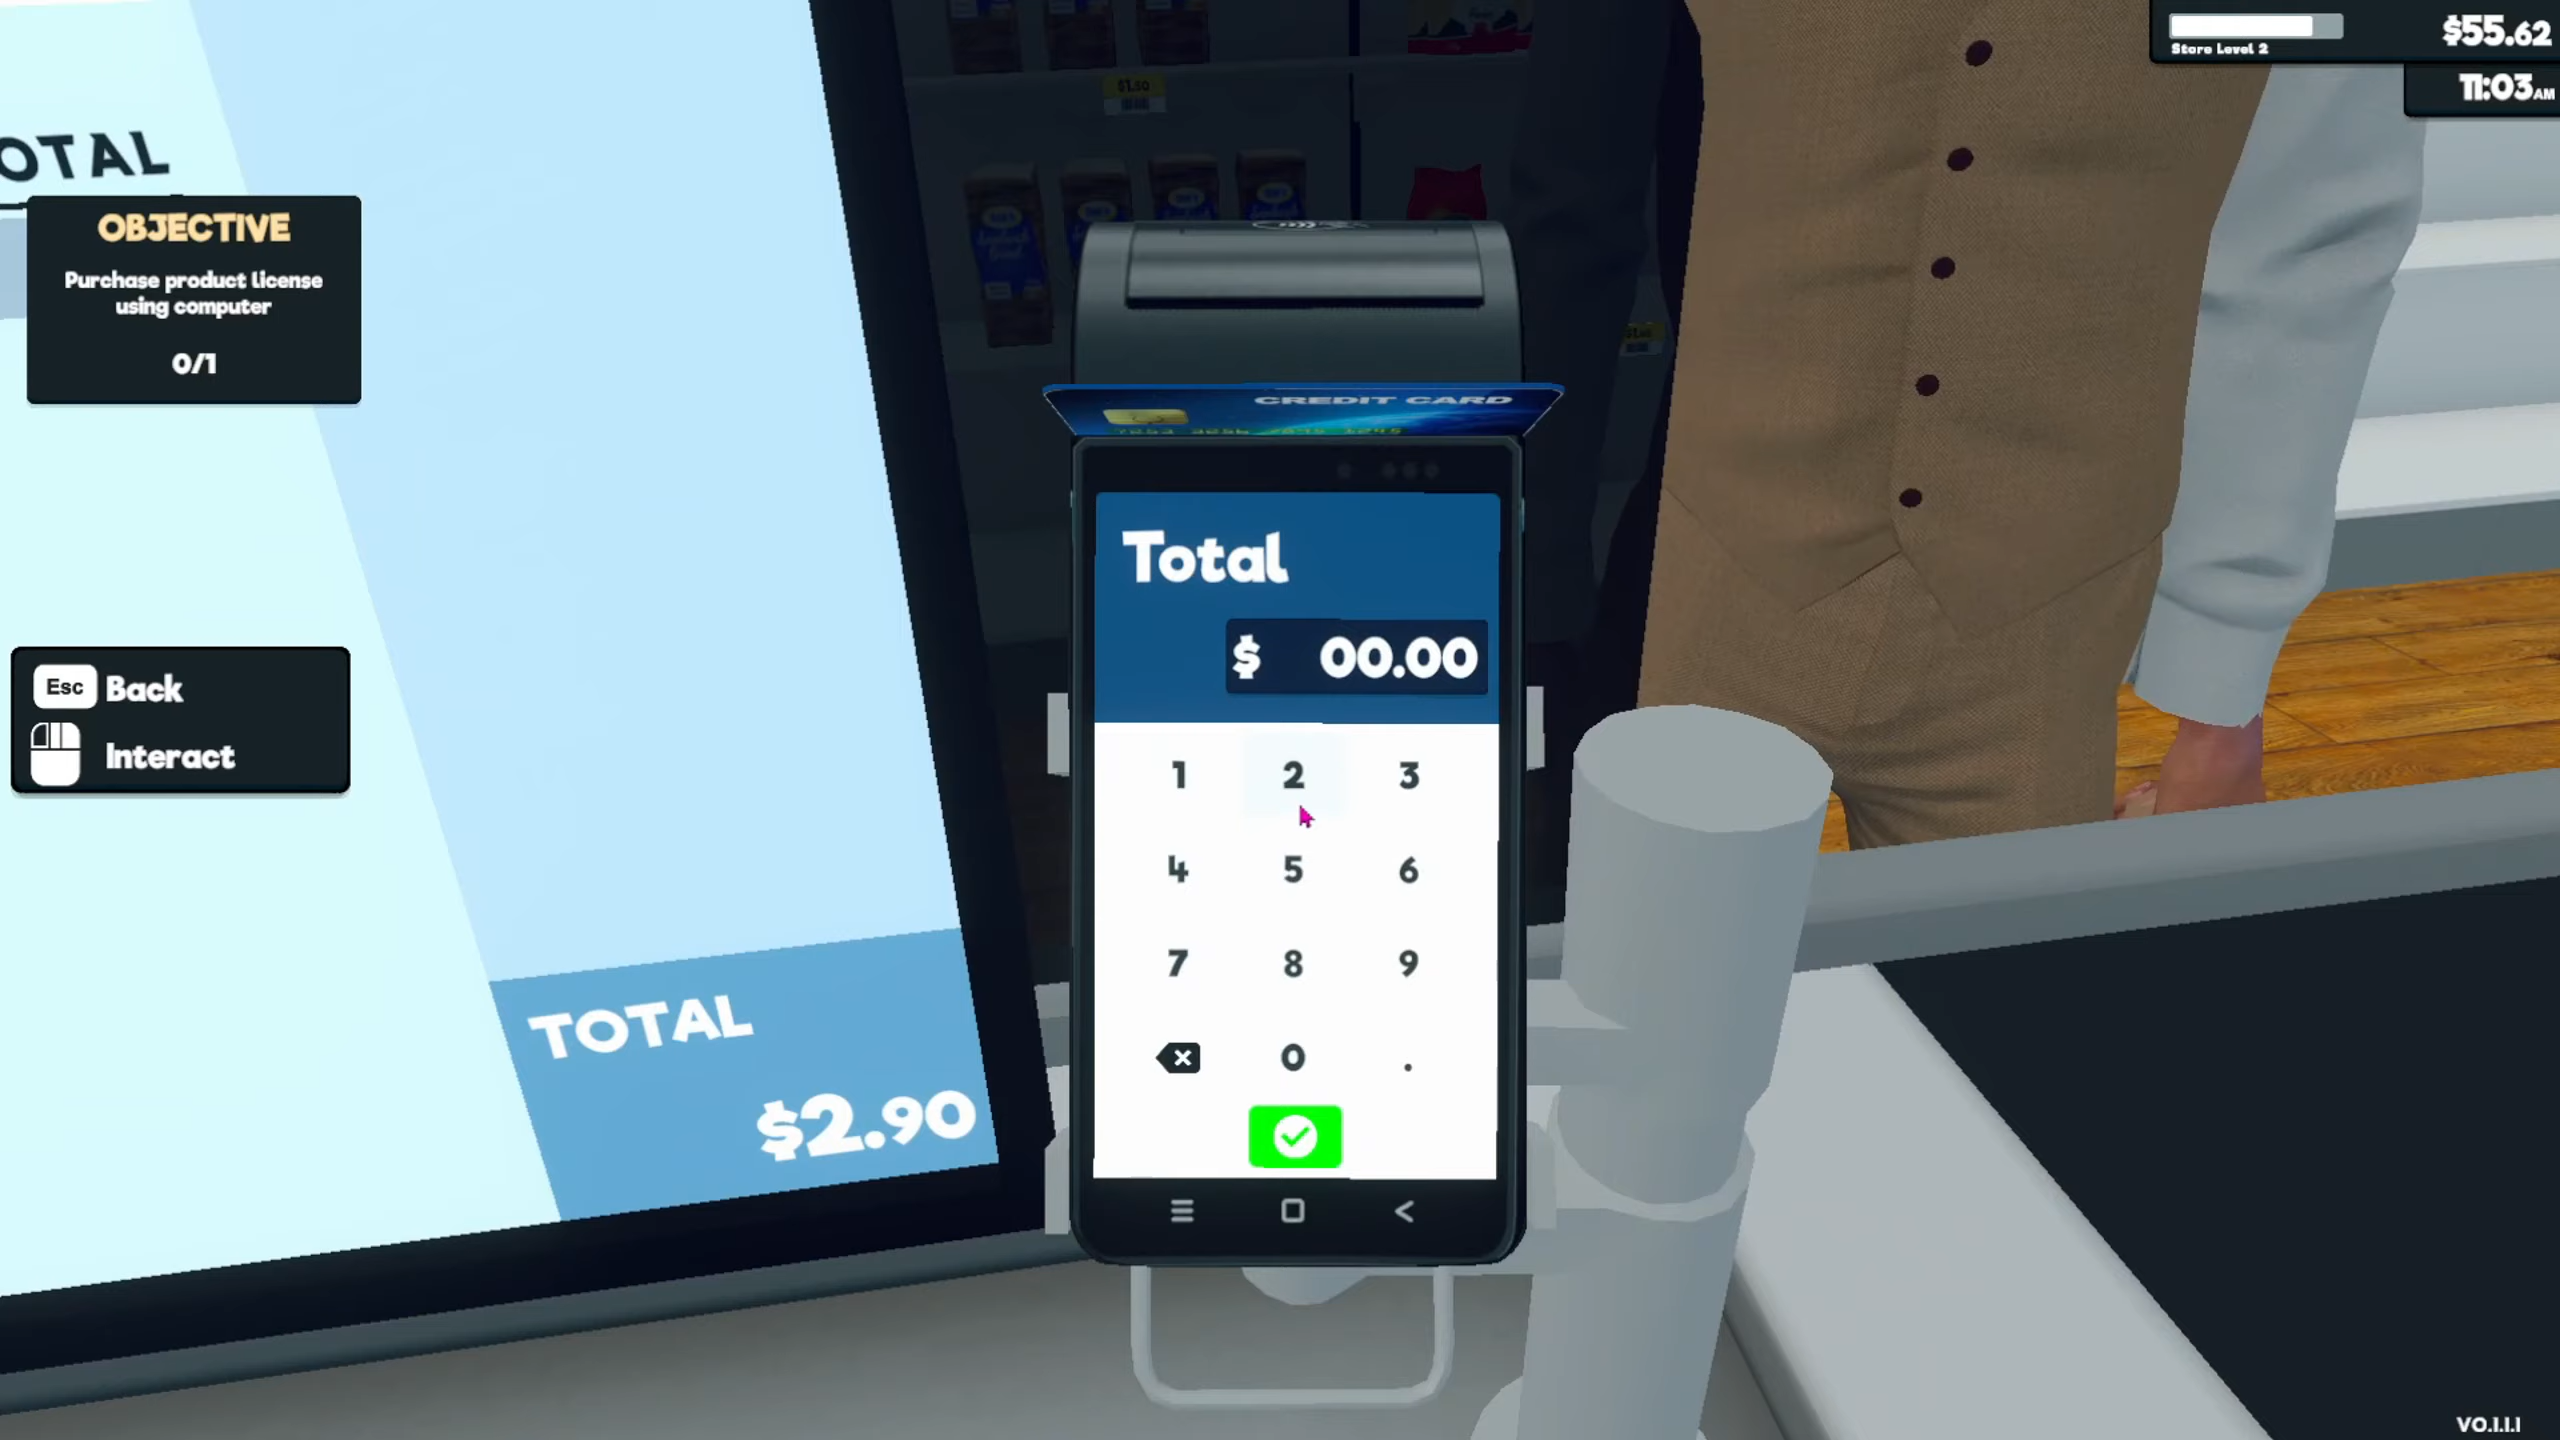 $55.62
Store Level 2
11:03AM
OTAL
OBJECTIVE
Purchase product license
using computer
0/1
$1.50
CREDIT CARD
Total
$ 00.00
Esc Back
Interact
1 2 3
4 5 6
7 8 9
0 .
TOTAL
$2.90
V0.1.1.1